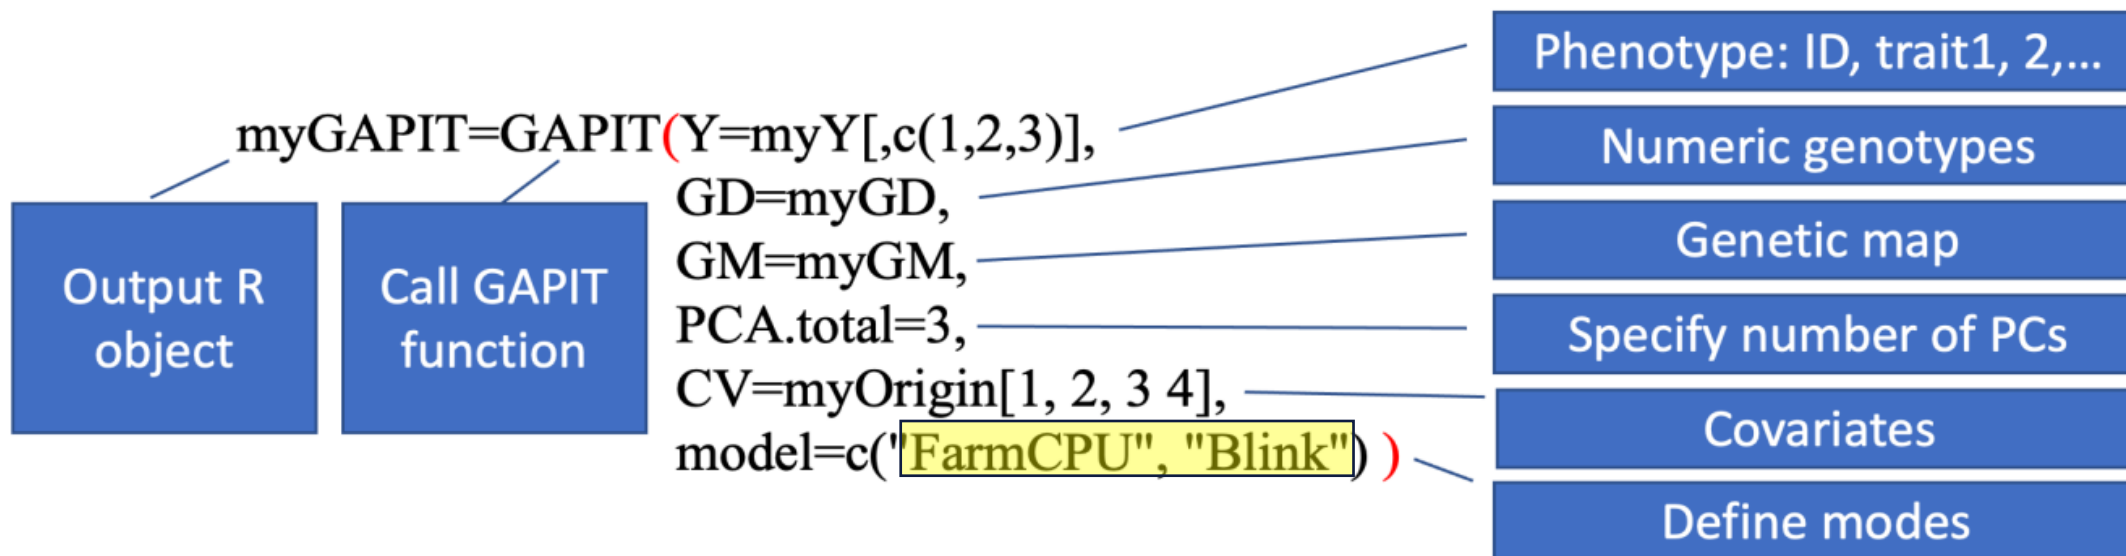 Phenotype: ID, trait1, 2,...
myGAPIT=GAPIT(Y=myY[,c(1,2,3)],
Numeric genotypes
GD=myGD,
Genetic map
GM=myGM,
Output R
object
Call GAPIT
function
Specify number of PCs
PCA.total=3,
CV=myOrigin[1, 2, 3 4],
Covariates
model=c("FarmCPU", "Blink") )
Define modes